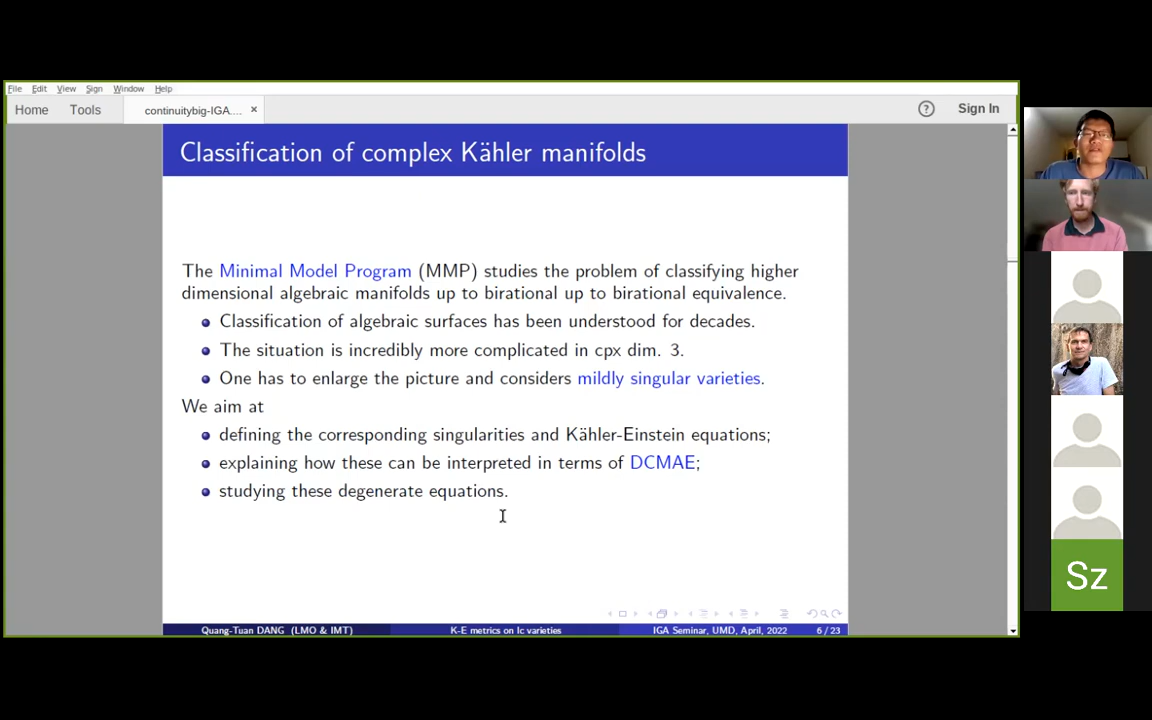 File Edit View Sign Window Help
Home Tools continuitybig-IGA.... × ? Sign In
Classification of complex Kähler manifolds
The Minimal Model Program (MMP) studies the problem of classifying higher
dimensional algebraic manifolds up to birational up to birational equivalence.
Classification of algebraic surfaces has been understood for decades.
The situation is incredibly more complicated in cpx dim. 3.
One has to enlarge the picture and considers mildly singular varieties.
We aim at
defining the corresponding singularities and Kähler-Einstein equations;
explaining how these can be interpreted in terms of DCMAE;
studying these degenerate equations.
Quang-Tuan DANG (LMO & IMT) K-E metrics on lc varieties IGA Seminar, UMD, April, 2022 6 / 23
Sz